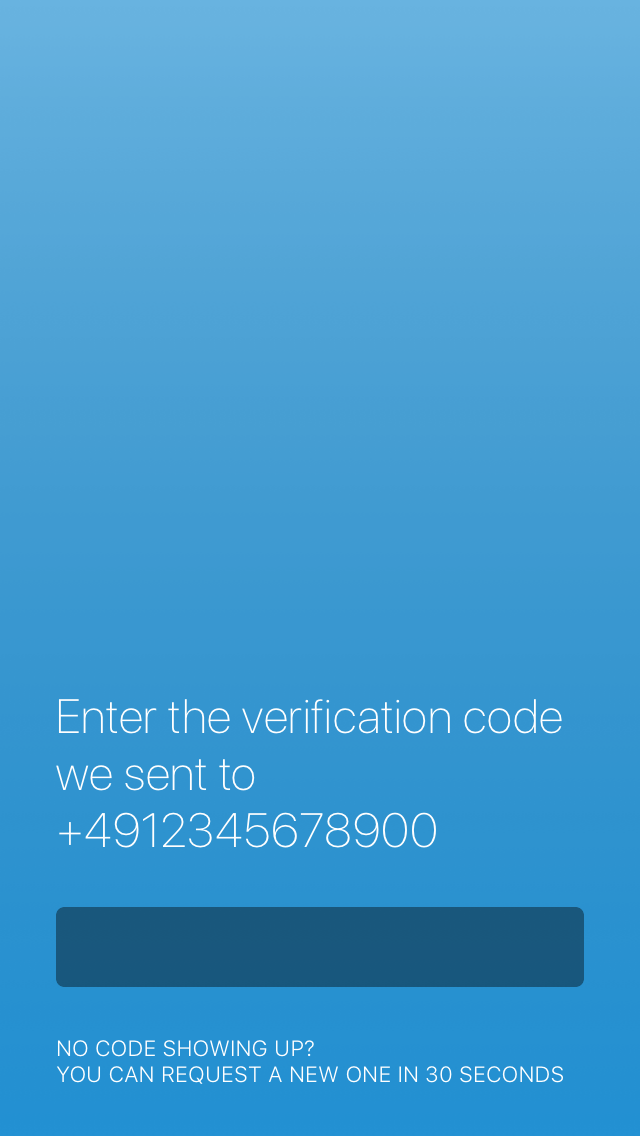 Enter the verification code
we sent to
+4912345678900
NO CODE SHOWING UP?
YOU CAN REQUEST A NEW ONE IN 30 SECONDS